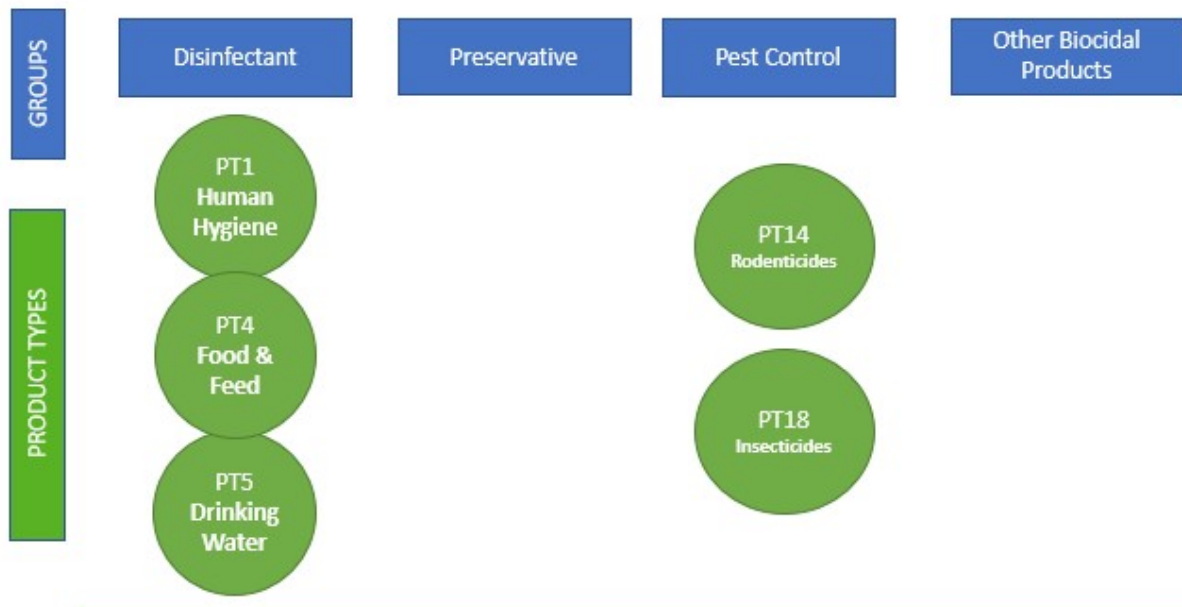 GROUPS
Disinfectant
Preservative
Pest Control
Other Biocidal
Products
PRODUCT TYPES
PT1
Human
Hygiene
PT4
Food &
Feed
PT5
Drinking
Water
PT14
Rodenticides
PT18
Insecticides